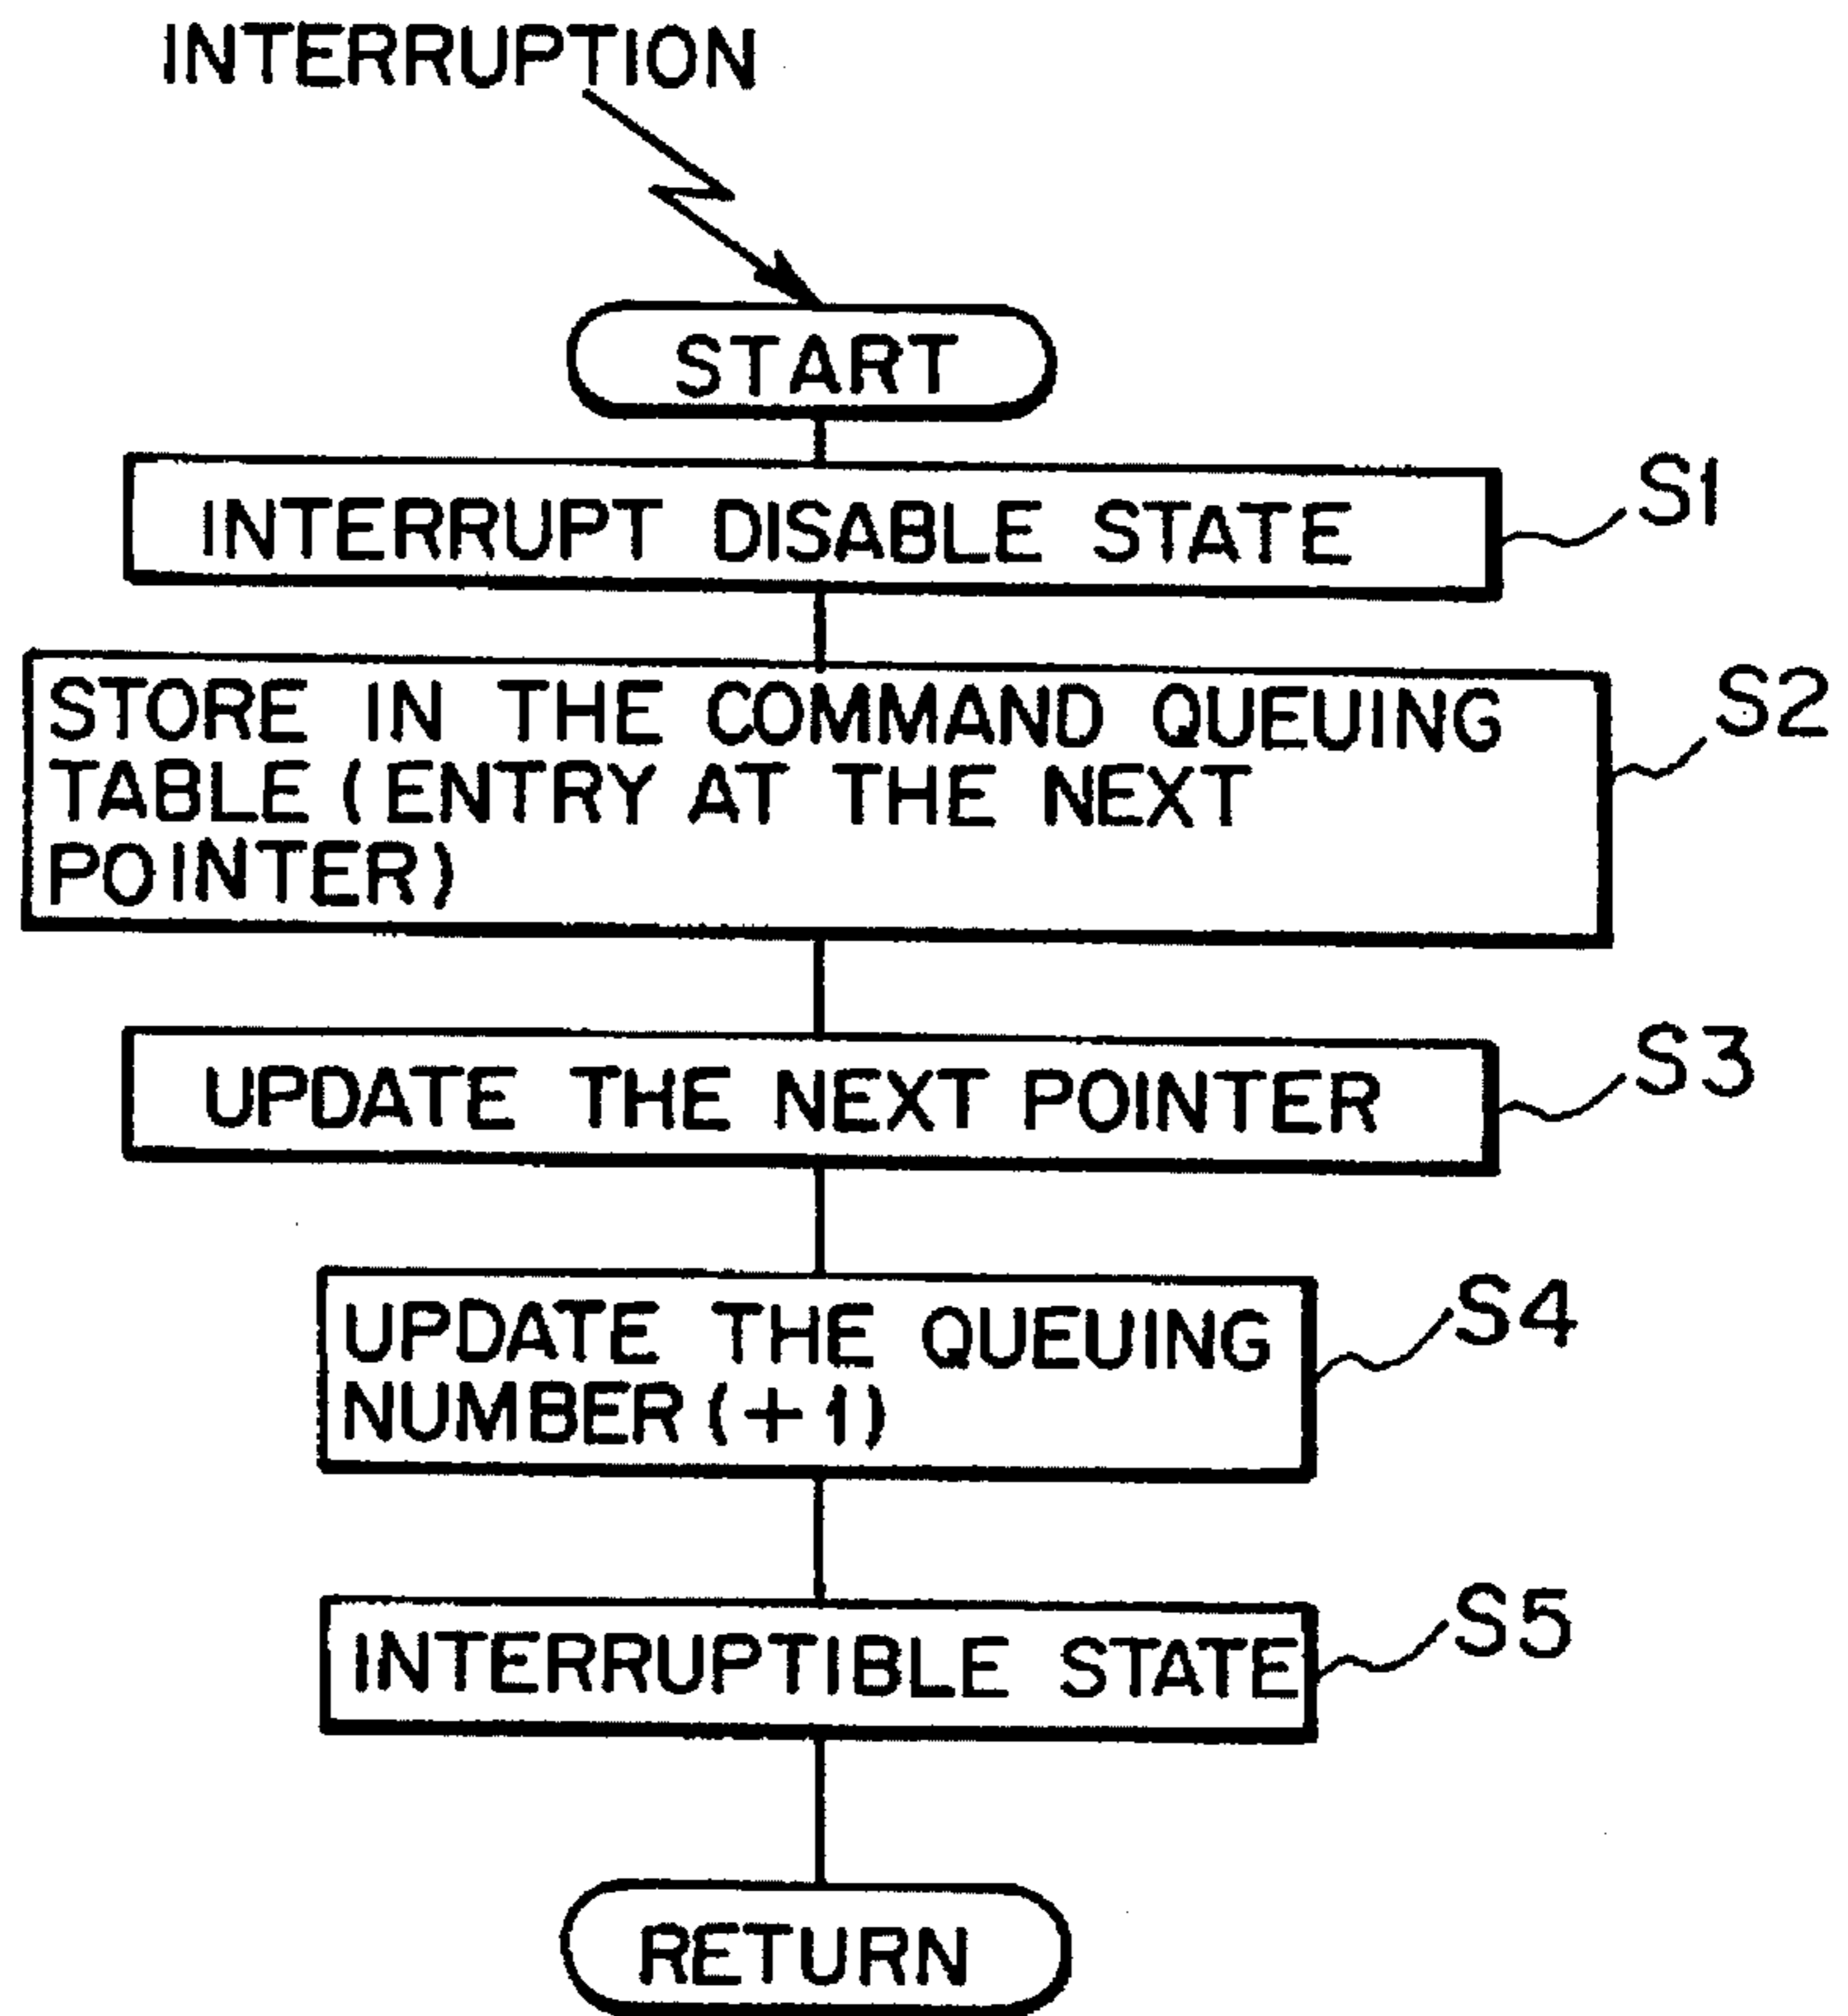 INTERRUPTION
START
INTERRUPT DISABLE STATE
S1
STORE IN THE COMMAND QUEUING
TABLE (ENTRY AT THE NEXT
POINTER)
S2
UPDATE THE NEXT POINTER
S3
UPDATE THE QUEUING
NUMBER (+1)
S4
INTERRUPTIBLE STATE
S5
RETURN